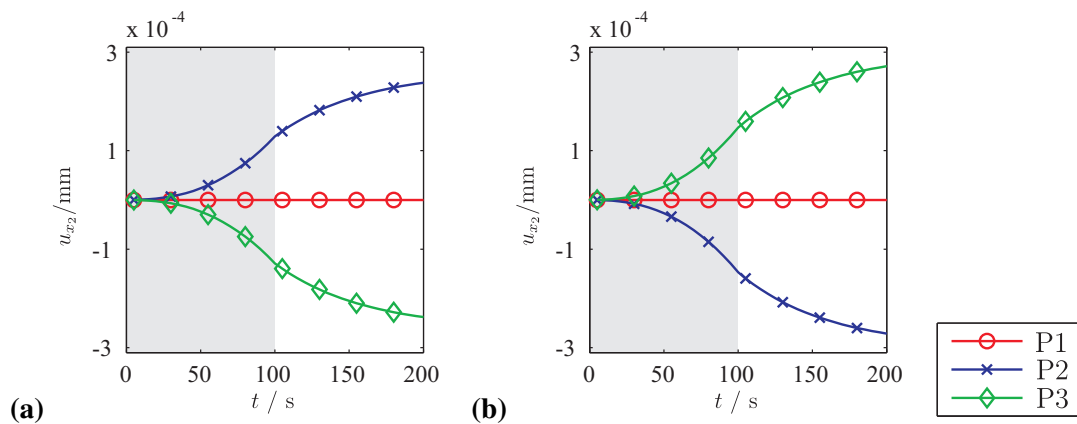 x 10⁻⁴
3
1
-1
-3
u_{x_2}/mm
0 50 100 150 200
t / s
(a)
x 10⁻⁴
3
1
-1
-3
u_{x_2}/mm
0 50 100 150 200
t / s
(b)
P1
P2
P3